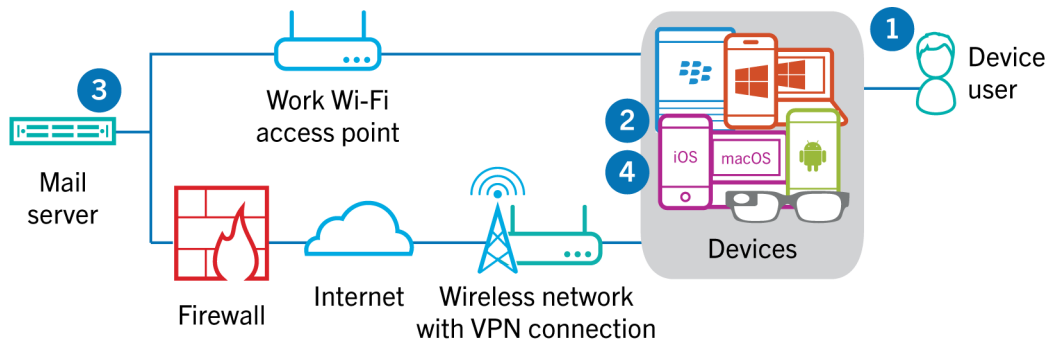 1
Device
user
3
Work Wi-Fi
access point
2
iOS
macOS
4
Mail
server
Devices
Firewall
Internet
Wireless network
with VPN connection